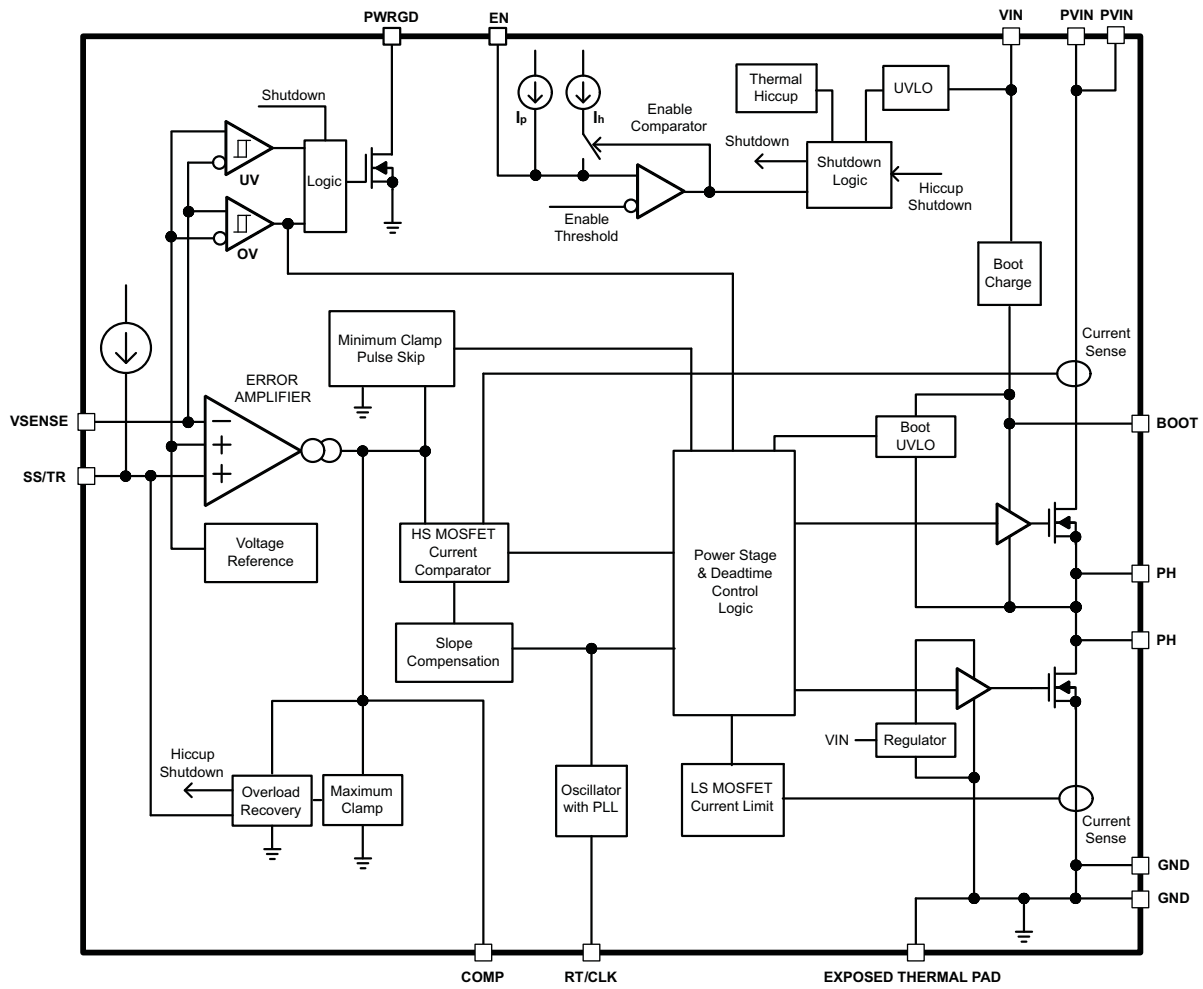 PWRGD
EN
VIN
PVIN PVIN
Shutdown
Ip
Ih
Enable
Comparator
Thermal
Hiccup
UVLO
Shutdown
Shutdown
Logic
Hiccup
Shutdown
UV
Logic
OV
Enable
Threshold
Boot
Charge
Minimum Clamp
Pulse Skip
Current
Sense
ERROR
AMPLIFIER
VSENSE
−
+
SS/TR
+
BOOT
Boot
UVLO
Voltage
Reference
HS MOSFET
Current
Comparator
Power Stage
& Deadtime
Control
Logic
PH
Slope
Compensation
PH
VIN
Regulator
Hiccup
Shutdown
Overload
Recovery
Maximum
Clamp
Oscillator
with PLL
LS MOSFET
Current Limit
Current
Sense
GND
GND
COMP
RT/CLK
EXPOSED THERMAL PAD